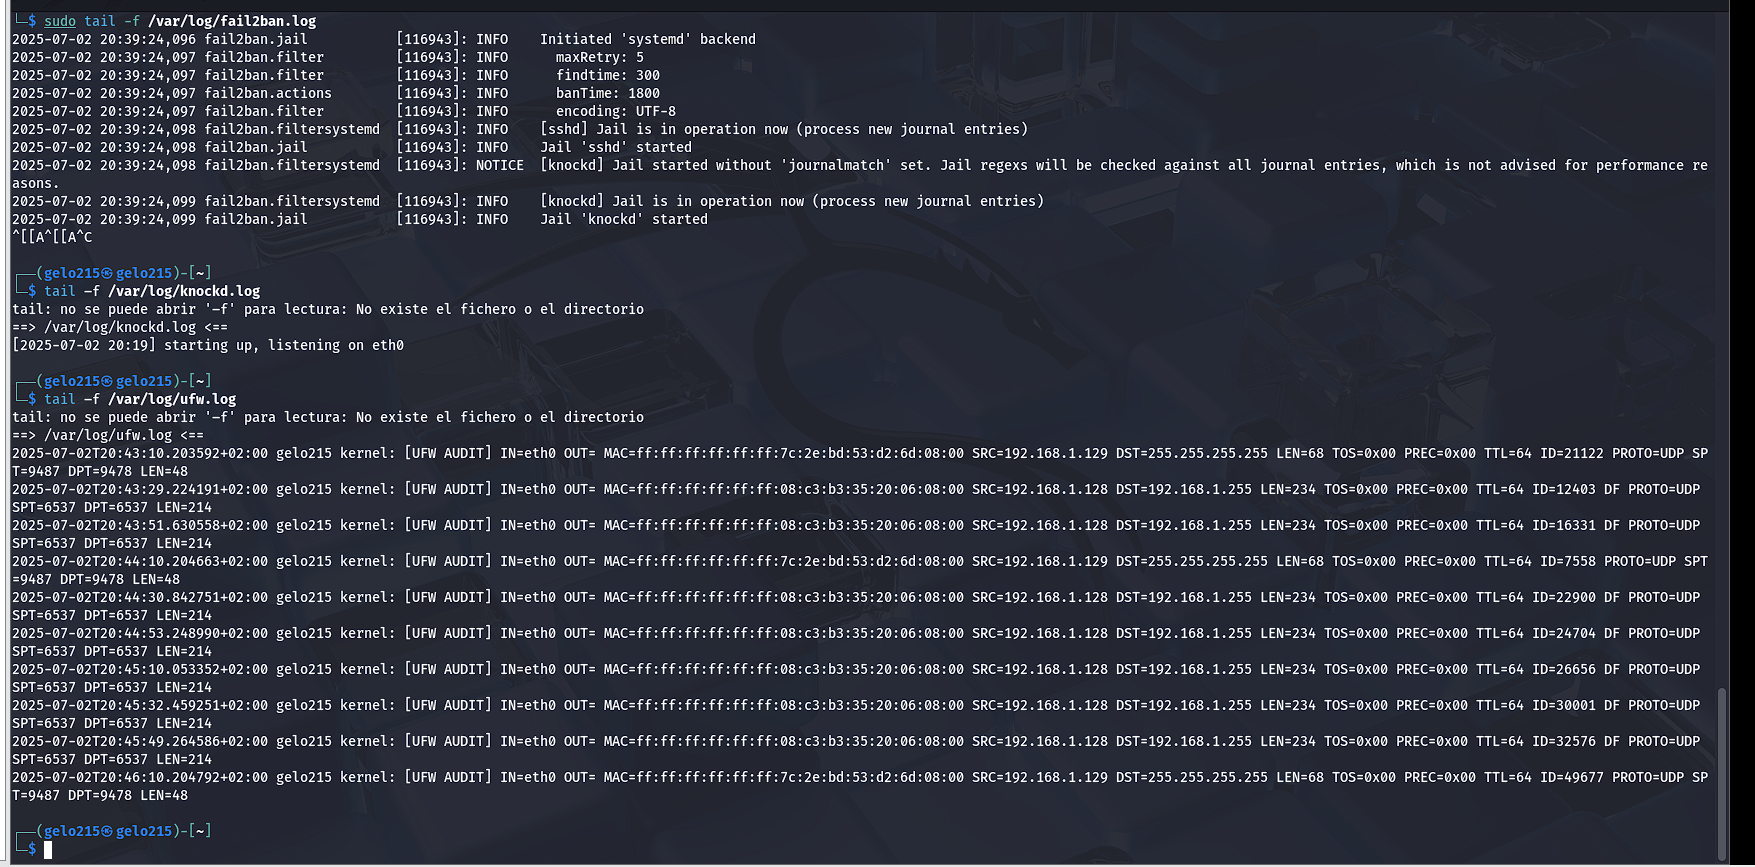 └─$ sudo tail -f /var/log/fail2ban.log
2025-07-02 20:39:24,096 fail2ban.jail           [116943]: INFO    Initiated 'systemd' backend
2025-07-02 20:39:24,097 fail2ban.filter         [116943]: INFO      maxRetry: 5
2025-07-02 20:39:24,097 fail2ban.filter         [116943]: INFO      findtime: 300
2025-07-02 20:39:24,097 fail2ban.actions        [116943]: INFO      banTime: 1800
2025-07-02 20:39:24,097 fail2ban.filter         [116943]: INFO      encoding: UTF-8
2025-07-02 20:39:24,098 fail2ban.filtersystemd  [116943]: INFO    [sshd] Jail is in operation now (process new journal entries)
2025-07-02 20:39:24,098 fail2ban.jail           [116943]: INFO    Jail 'sshd' started
2025-07-02 20:39:24,098 fail2ban.filtersystemd  [116943]: NOTICE  [knockd] Jail started without 'journalmatch' set. Jail regexs will be checked against all journal entries, which is not advised for performance re
asons.
2025-07-02 20:39:24,099 fail2ban.filtersystemd  [116943]: INFO    [knockd] Jail is in operation now (process new journal entries)
2025-07-02 20:39:24,099 fail2ban.jail           [116943]: INFO    Jail 'knockd' started
^[[A^[[A^C
┌──(gelo215㉿gelo215)-[~]
└─$ tail −f /var/log/knockd.log
tail: no se puede abrir '−f' para lectura: No existe el fichero o el directorio
==> /var/log/knockd.log <==
[2025-07-02 20:19] starting up, listening on eth0
┌──(gelo215㉿gelo215)-[~]
└─$ tail −f /var/log/ufw.log
tail: no se puede abrir '−f' para lectura: No existe el fichero o el directorio
==> /var/log/ufw.log <==
2025-07-02T20:43:10.203592+02:00 gelo215 kernel: [UFW AUDIT] IN=eth0 OUT= MAC=ff:ff:ff:ff:ff:ff:7c:2e:bd:53:d2:6d:08:00 SRC=192.168.1.129 DST=255.255.255.255 LEN=68 TOS=0x00 PREC=0x00 TTL=64 ID=21122 PROTO=UDP SP
T=9487 DPT=9478 LEN=48
2025-07-02T20:43:29.224191+02:00 gelo215 kernel: [UFW AUDIT] IN=eth0 OUT= MAC=ff:ff:ff:ff:ff:ff:08:c3:b3:35:20:06:08:00 SRC=192.168.1.128 DST=192.168.1.255 LEN=234 TOS=0x00 PREC=0x00 TTL=64 ID=12403 DF PROTO=UDP
SPT=6537 DPT=6537 LEN=214
2025-07-02T20:43:51.630558+02:00 gelo215 kernel: [UFW AUDIT] IN=eth0 OUT= MAC=ff:ff:ff:ff:ff:ff:08:c3:b3:35:20:06:08:00 SRC=192.168.1.128 DST=192.168.1.255 LEN=234 TOS=0x00 PREC=0x00 TTL=64 ID=16331 DF PROTO=UDP
SPT=6537 DPT=6537 LEN=214
2025-07-02T20:44:10.204663+02:00 gelo215 kernel: [UFW AUDIT] IN=eth0 OUT= MAC=ff:ff:ff:ff:ff:ff:7c:2e:bd:53:d2:6d:08:00 SRC=192.168.1.129 DST=255.255.255.255 LEN=68 TOS=0x00 PREC=0x00 TTL=64 ID=7558 PROTO=UDP SPT
=9487 DPT=9478 LEN=48
2025-07-02T20:44:30.842751+02:00 gelo215 kernel: [UFW AUDIT] IN=eth0 OUT= MAC=ff:ff:ff:ff:ff:ff:08:c3:b3:35:20:06:08:00 SRC=192.168.1.128 DST=192.168.1.255 LEN=234 TOS=0x00 PREC=0x00 TTL=64 ID=22900 DF PROTO=UDP
SPT=6537 DPT=6537 LEN=214
2025-07-02T20:44:53.248990+02:00 gelo215 kernel: [UFW AUDIT] IN=eth0 OUT= MAC=ff:ff:ff:ff:ff:ff:08:c3:b3:35:20:06:08:00 SRC=192.168.1.128 DST=192.168.1.255 LEN=234 TOS=0x00 PREC=0x00 TTL=64 ID=24704 DF PROTO=UDP
SPT=6537 DPT=6537 LEN=214
2025-07-02T20:45:10.053352+02:00 gelo215 kernel: [UFW AUDIT] IN=eth0 OUT= MAC=ff:ff:ff:ff:ff:ff:08:c3:b3:35:20:06:08:00 SRC=192.168.1.128 DST=192.168.1.255 LEN=234 TOS=0x00 PREC=0x00 TTL=64 ID=26656 DF PROTO=UDP
SPT=6537 DPT=6537 LEN=214
2025-07-02T20:45:32.459251+02:00 gelo215 kernel: [UFW AUDIT] IN=eth0 OUT= MAC=ff:ff:ff:ff:ff:ff:08:c3:b3:35:20:06:08:00 SRC=192.168.1.128 DST=192.168.1.255 LEN=234 TOS=0x00 PREC=0x00 TTL=64 ID=30001 DF PROTO=UDP
SPT=6537 DPT=6537 LEN=214
2025-07-02T20:45:49.264586+02:00 gelo215 kernel: [UFW AUDIT] IN=eth0 OUT= MAC=ff:ff:ff:ff:ff:ff:08:c3:b3:35:20:06:08:00 SRC=192.168.1.128 DST=192.168.1.255 LEN=234 TOS=0x00 PREC=0x00 TTL=64 ID=32576 DF PROTO=UDP
SPT=6537 DPT=6537 LEN=214
2025-07-02T20:46:10.204792+02:00 gelo215 kernel: [UFW AUDIT] IN=eth0 OUT= MAC=ff:ff:ff:ff:ff:ff:7c:2e:bd:53:d2:6d:08:00 SRC=192.168.1.129 DST=255.255.255.255 LEN=68 TOS=0x00 PREC=0x00 TTL=64 ID=49677 PROTO=UDP SP
T=9487 DPT=9478 LEN=48
┌──(gelo215㉿gelo215)-[~]
└─$